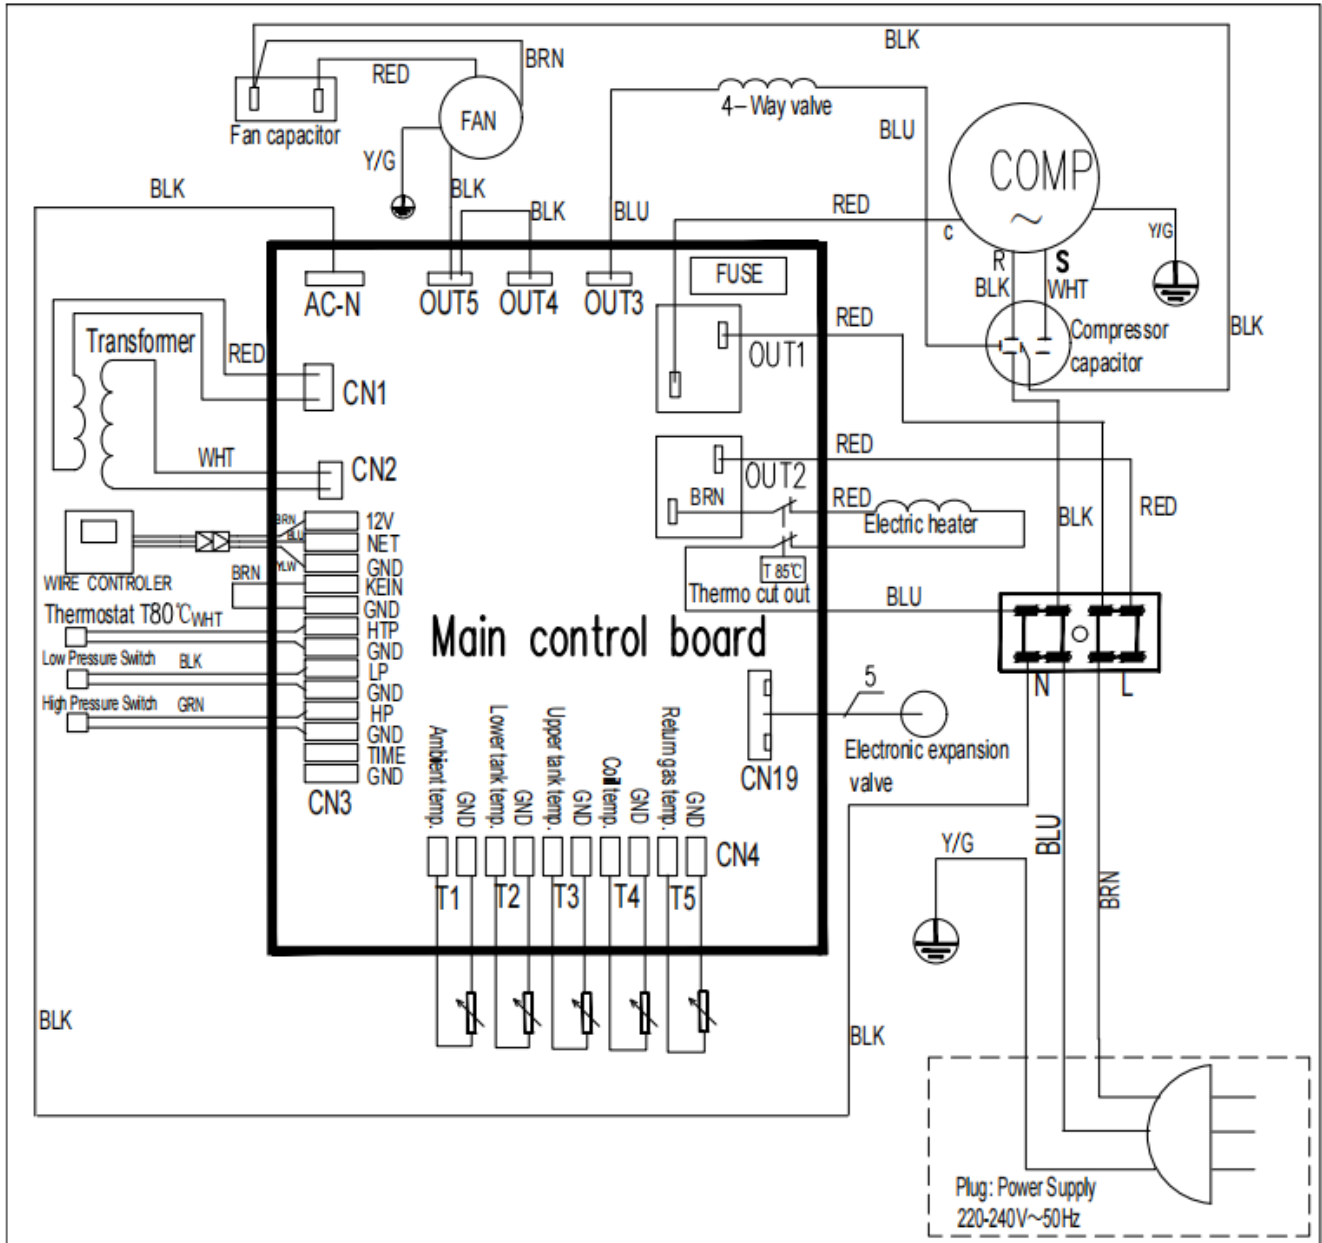 BLK
BRN
RED
FAN
Fan capacitor
Y/G
BLK
BLK
BLK
4-Way valve
BLU
BLU
COMP
~
RED
C
R
S
Y/G
BLK
WHT
Compressor
capacitor
BLK
AC-N
OUT5
OUT4
OUT3
FUSE
RED
OUT1
Transformer
RED
CN1
WHT
CN2
RED
OUT2
BRN
RED
Electric heater
BLK
RED
T 85℃
Thermo cut out
BLU
N
L
WIRE CONTROLER
BRN
BLU
YLW
BRN
12V
NET
GND
KEIN
GND
HTP
GND
LP
GND
HP
GND
TIME
GND
CN3
Thermostat T80℃
WHT
Low Pressure Switch
BLK
High Pressure Switch
GRN
Main control board
5
Electronic expansion
valve
CN19
Ambient temp.
GND
Lower tank temp.
GND
Upper tank temp.
GND
Coil temp.
GND
Return gas temp.
GND
CN4
T1
T2
T3
T4
T5
Y/G
BLU
BRN
BLK
BLK
Plug: Power Supply
220-240V~50Hz